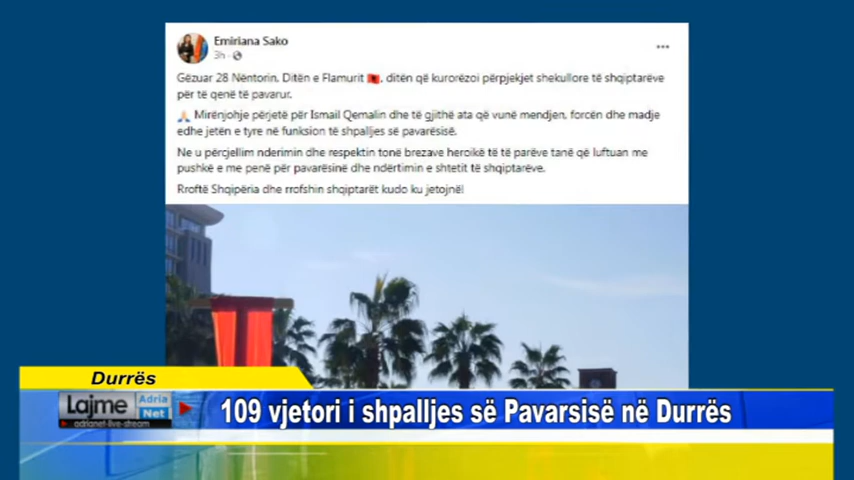 Emiriana Sako
3h ·
Gëzuar 28 Nëntorin, Ditën e Flamurit 🇦🇱, ditën që kurorëzoi përpjekjet shekullore të shqiptarëve
për të qenë të pavarur.
🙏 Mirënjohje përjetë për Ismail Qemalin dhe të gjithë ata që vunë mendjen, forcën dhe madje
edhe jetën e tyre në funksion të shpalljes së pavarësisë.
Ne u përcjellim nderimin dhe respektin tonë brezave heroikë të të parëve tanë që luftuan me
pushkë e me penë për pavarësinë dhe ndërtimin e shtetit të shqiptarëve.
Rroftë Shqipëria dhe rrofshin shqiptarët kudo ku jetojnë!
Durrës
Lajme Adria Net
adrianet-live-stream
109 vjetori i shpalljes së Pavarsisë në Durrës